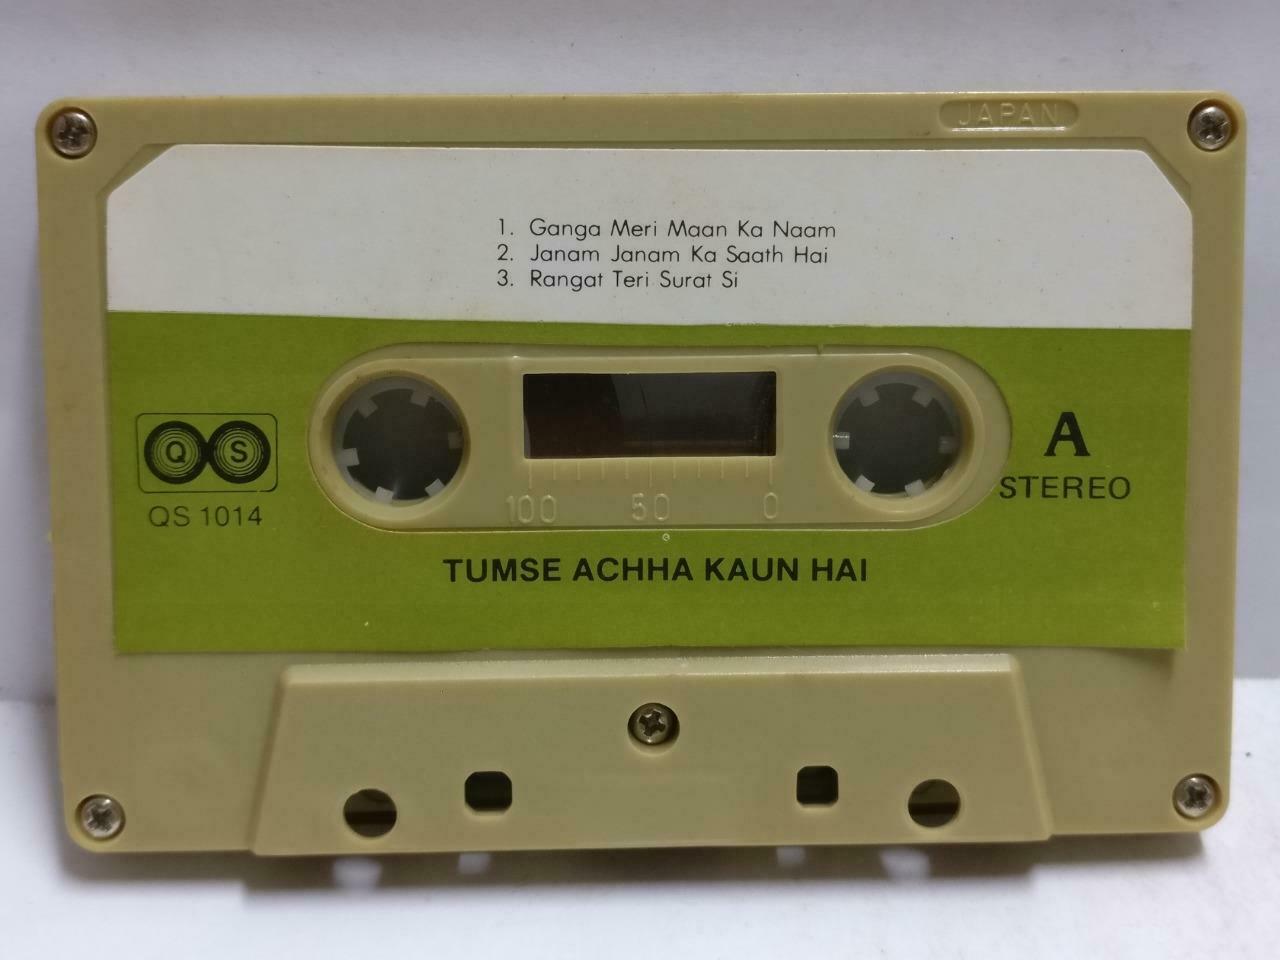 JAPAN
1. Ganga Meri Maan Ka Naam
2. Janam Janam Ka Saath Hai
3. Rangat Teri Surat Si
Q S
QS 1014
A
STEREO
100 50 0
TUMSE ACHHA KAUN HAI